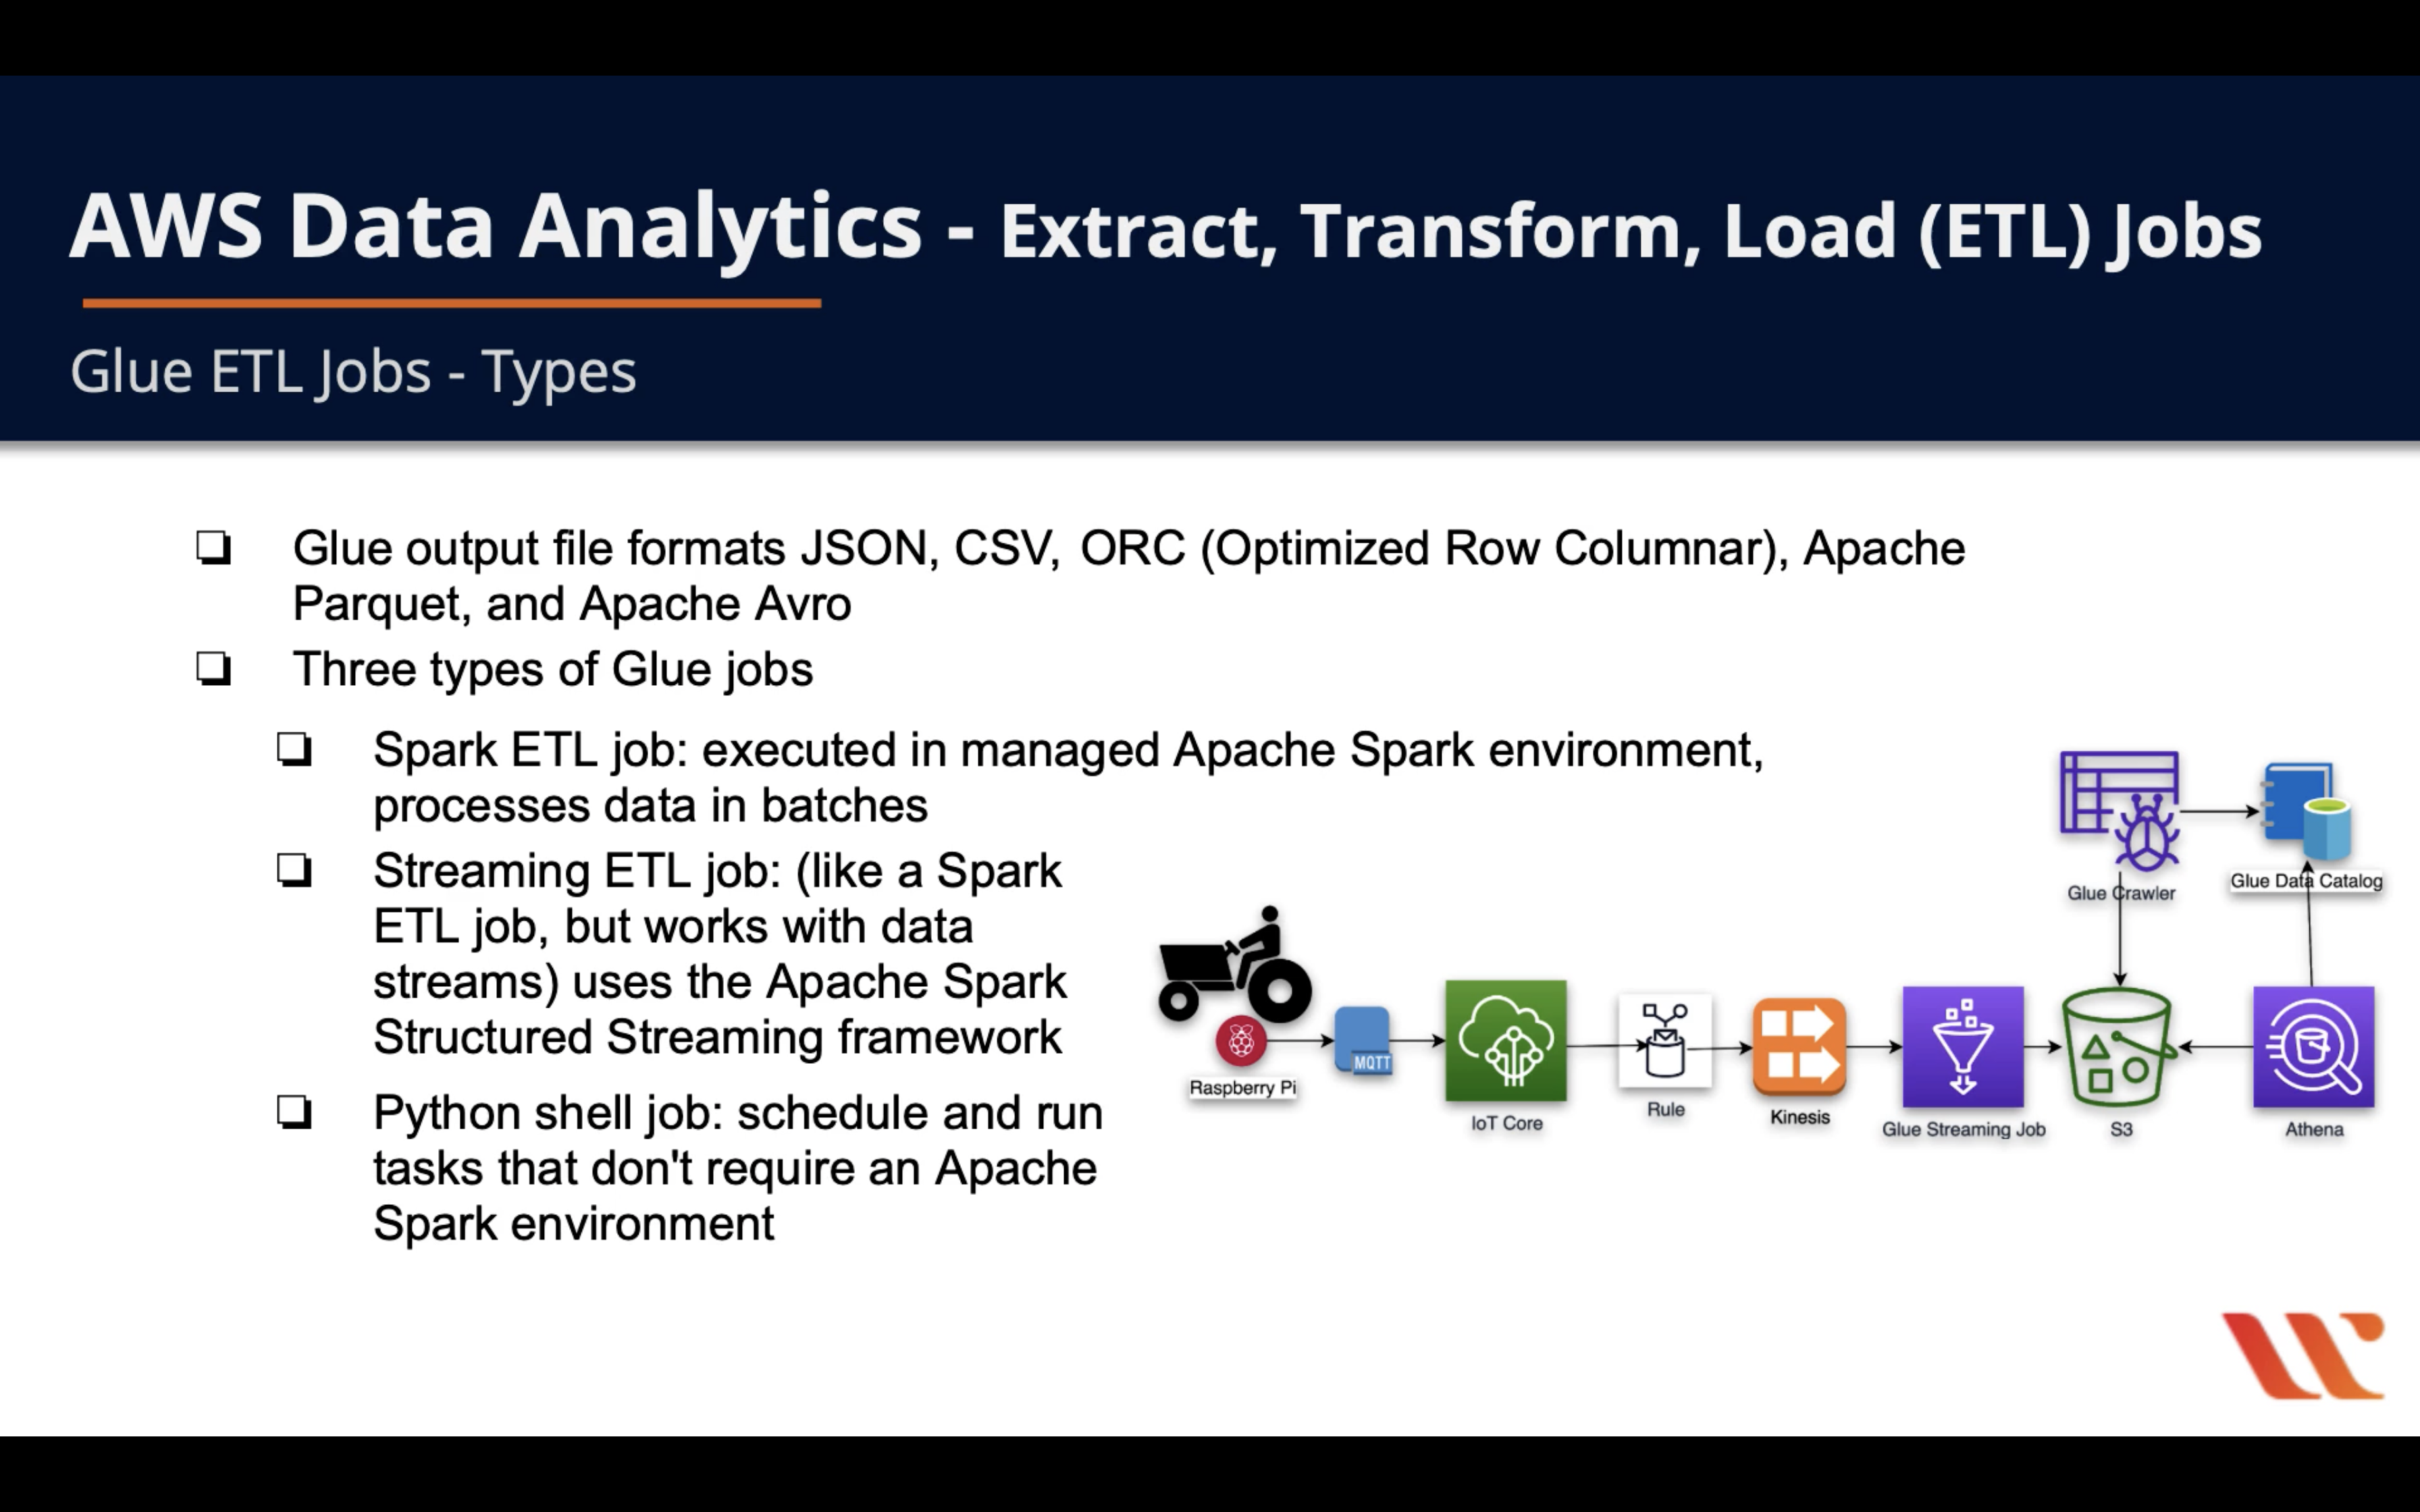 AWS Data Analytics - Extract, Transform, Load (ETL) Jobs
Glue ETL Jobs - Types
Glue output file formats JSON, CSV, ORC (Optimized Row Columnar), Apache
Parquet, and Apache Avro
Three types of Glue jobs
Spark ETL job: executed in managed Apache Spark environment,
processes data in batches
Streaming ETL job: (like a Spark
ETL job, but works with data
streams) uses the Apache Spark
Structured Streaming framework
Python shell job: schedule and run
tasks that don't require an Apache
Spark environment
Glue Crawler
Glue Data Catalog
Raspberry Pi
MQTT
IoT Core
Rule
Kinesis
Glue Streaming Job
S3
Athena